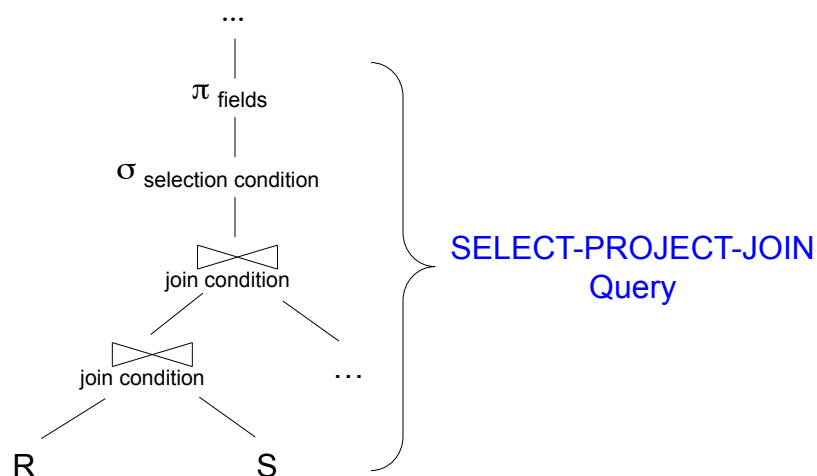 ...
π fields
σ selection condition
join condition
SELECT-PROJECT-JOIN
Query
join condition
...
R
S